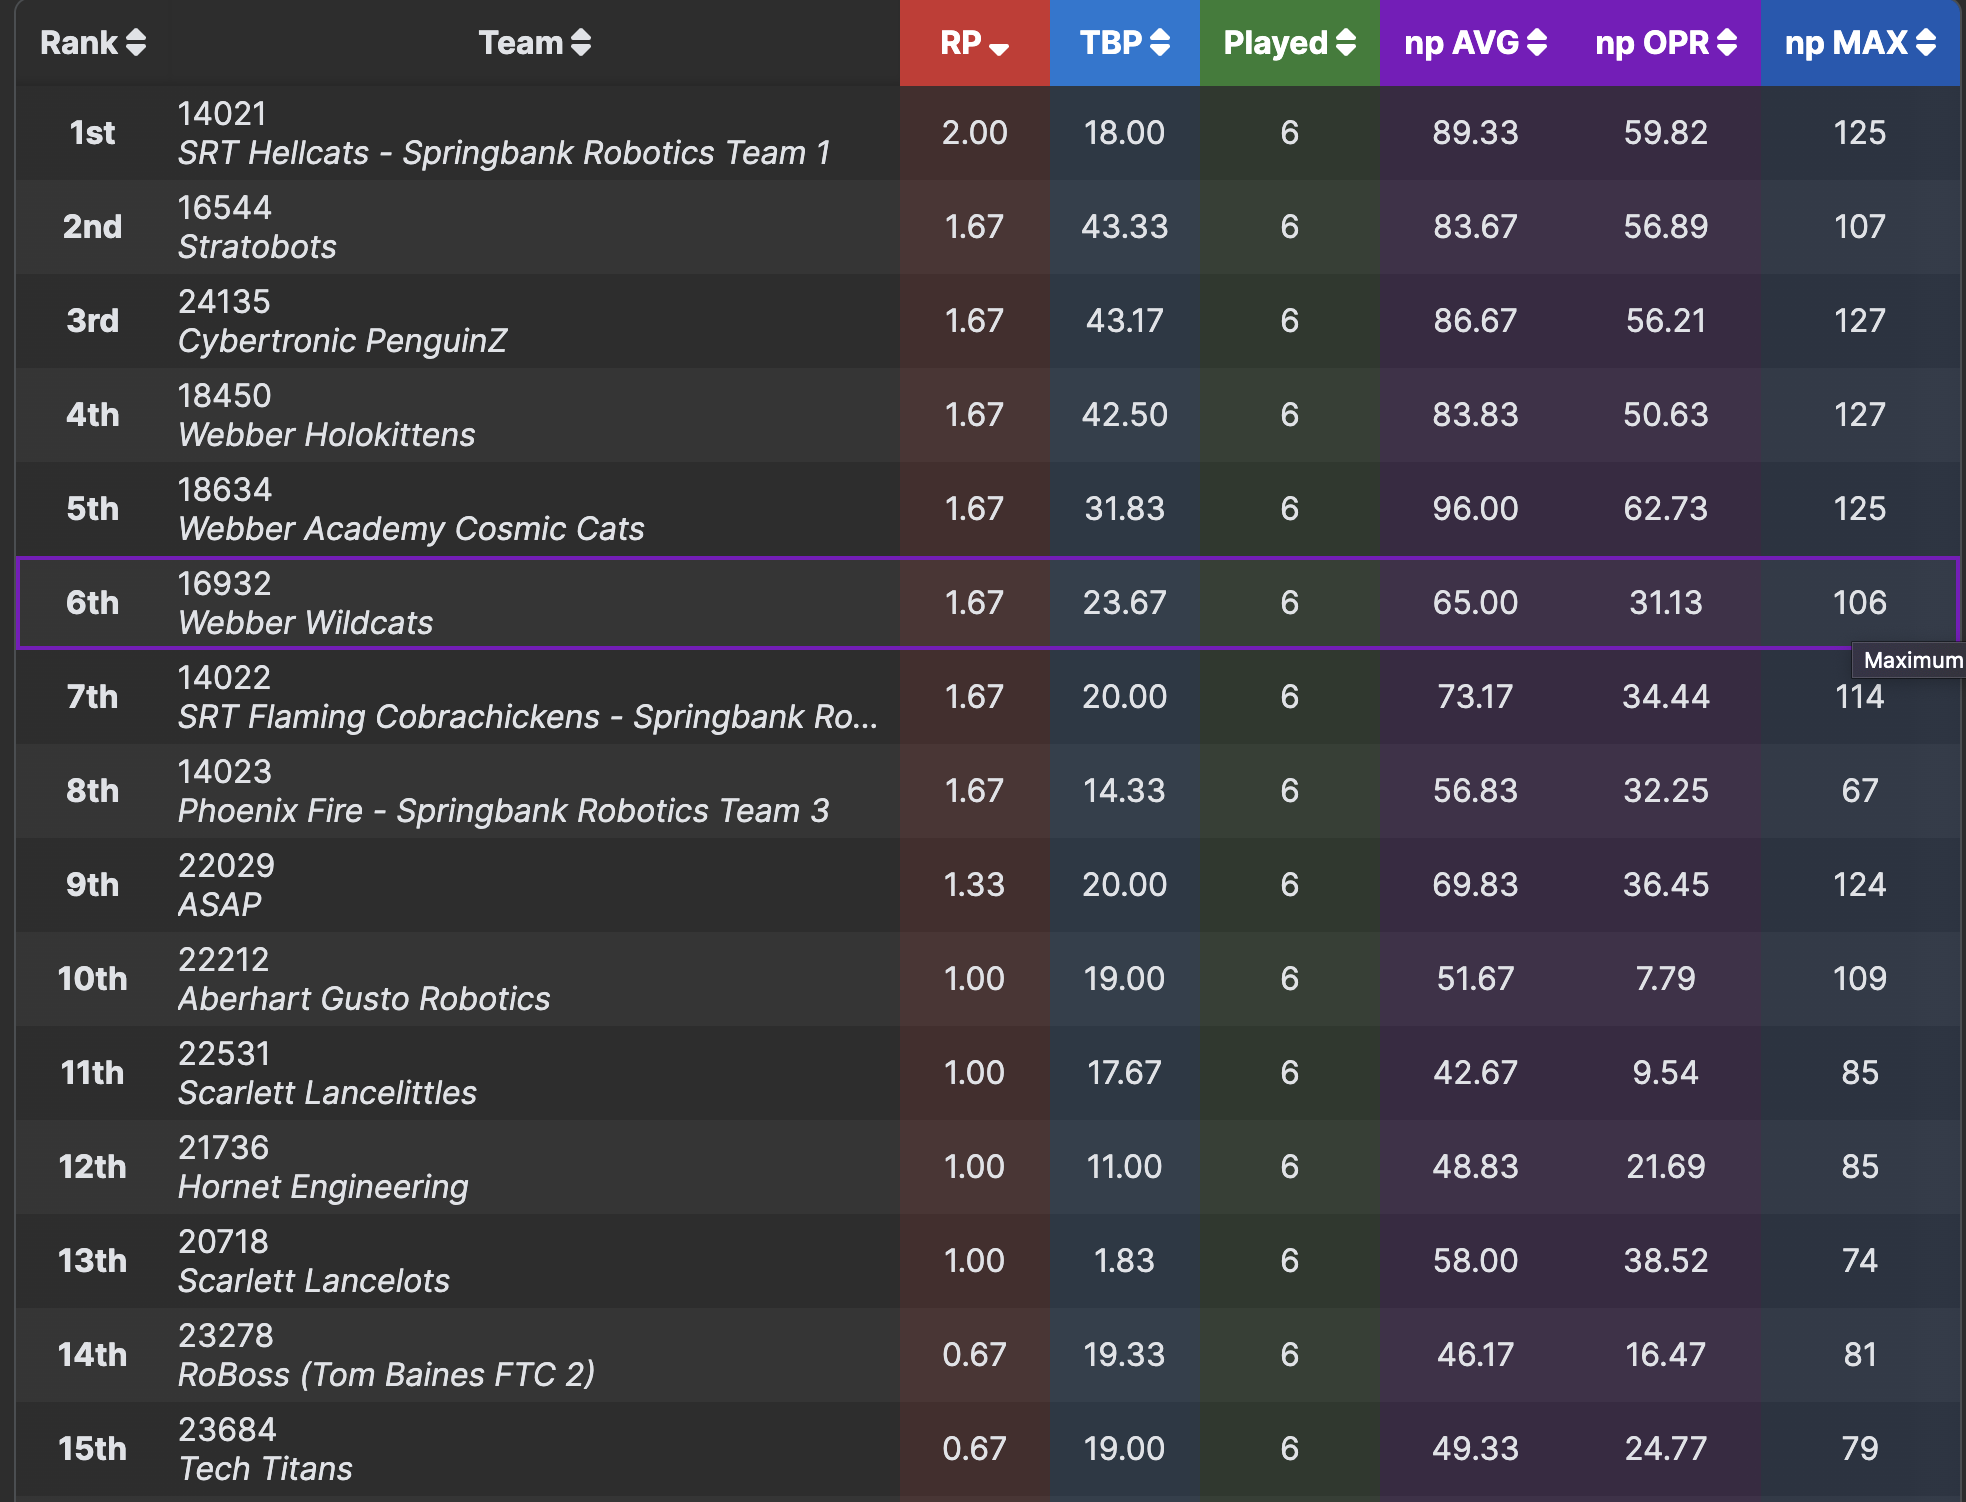 Rank Team RP TBP Played np AVG np OPR np MAX
1st 14021 2.00 18.00 6 89.33 59.82 125
SRT Hellcats - Springbank Robotics Team 1
2nd 16544 1.67 43.33 6 83.67 56.89 107
Stratobots
3rd 24135 1.67 43.17 6 86.67 56.21 127
Cybertronic PenguinZ
4th 18450 1.67 42.50 6 83.83 50.63 127
Webber Holokittens
5th 18634 1.67 31.83 6 96.00 62.73 125
Webber Academy Cosmic Cats
6th 16932 1.67 23.67 6 65.00 31.13 106
Webber Wildcats
Maximum
7th 14022 1.67 20.00 6 73.17 34.44 114
SRT Flaming Cobrachickens - Springbank Ro...
8th 14023 1.67 14.33 6 56.83 32.25 67
Phoenix Fire - Springbank Robotics Team 3
9th 22029 1.33 20.00 6 69.83 36.45 124
ASAP
10th 22212 1.00 19.00 6 51.67 7.79 109
Aberhart Gusto Robotics
11th 22531 1.00 17.67 6 42.67 9.54 85
Scarlett Lancelittles
12th 21736 1.00 11.00 6 48.83 21.69 85
Hornet Engineering
13th 20718 1.00 1.83 6 58.00 38.52 74
Scarlett Lancelots
14th 23278 0.67 19.33 6 46.17 16.47 81
RoBoss (Tom Baines FTC 2)
15th 23684 0.67 19.00 6 49.33 24.77 79
Tech Titans